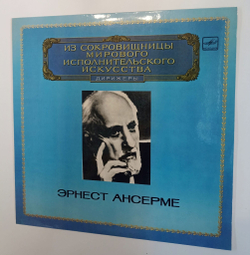 ИЗ СОКРОВИЩНИЦЫ
МИРОВОГО
ИСПОЛНИТЕЛЬСКОГО
ИСКУССТВА
ДИРИЖЕРЫ
ЭРНЕСТ АНСЕРМЕ